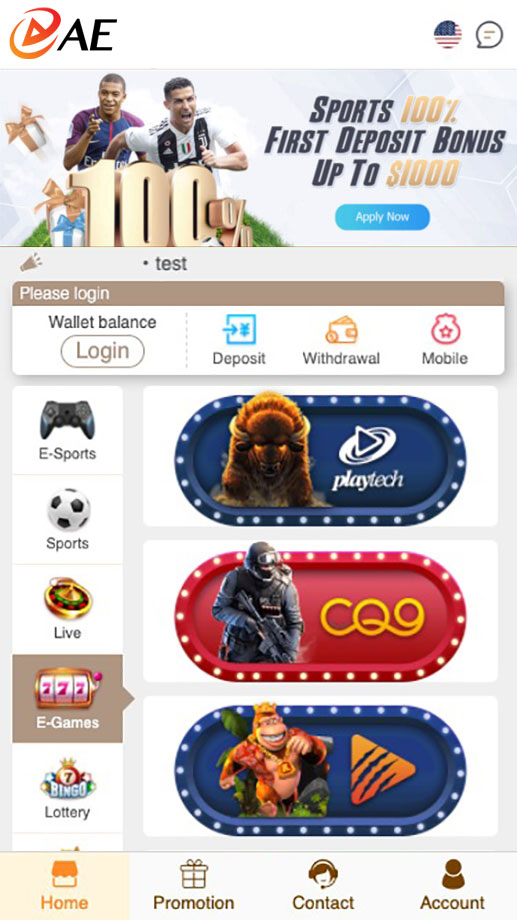 AE
SPORTS 100%
FIRST DEPOSIT BONUS
UP TO $1000
Apply Now
100%
• test
Please login
Wallet balance
Login
Deposit
Withdrawal
Mobile
E-Sports
playtech
Sports
CQ9
Live
777
E-Games
7
BINGO
Lottery
Home
Promotion
Contact
Account